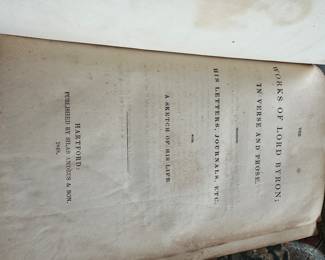 THE
WORKS OF LORD BYRON;
IN VERSE AND PROSE.
HIS LETTERS, JOURNALS, ETC.
A SKETCH OF HIS LIFE.
HARTFORD:
PUBLISHED BY SILAS ANDRUS & SON.